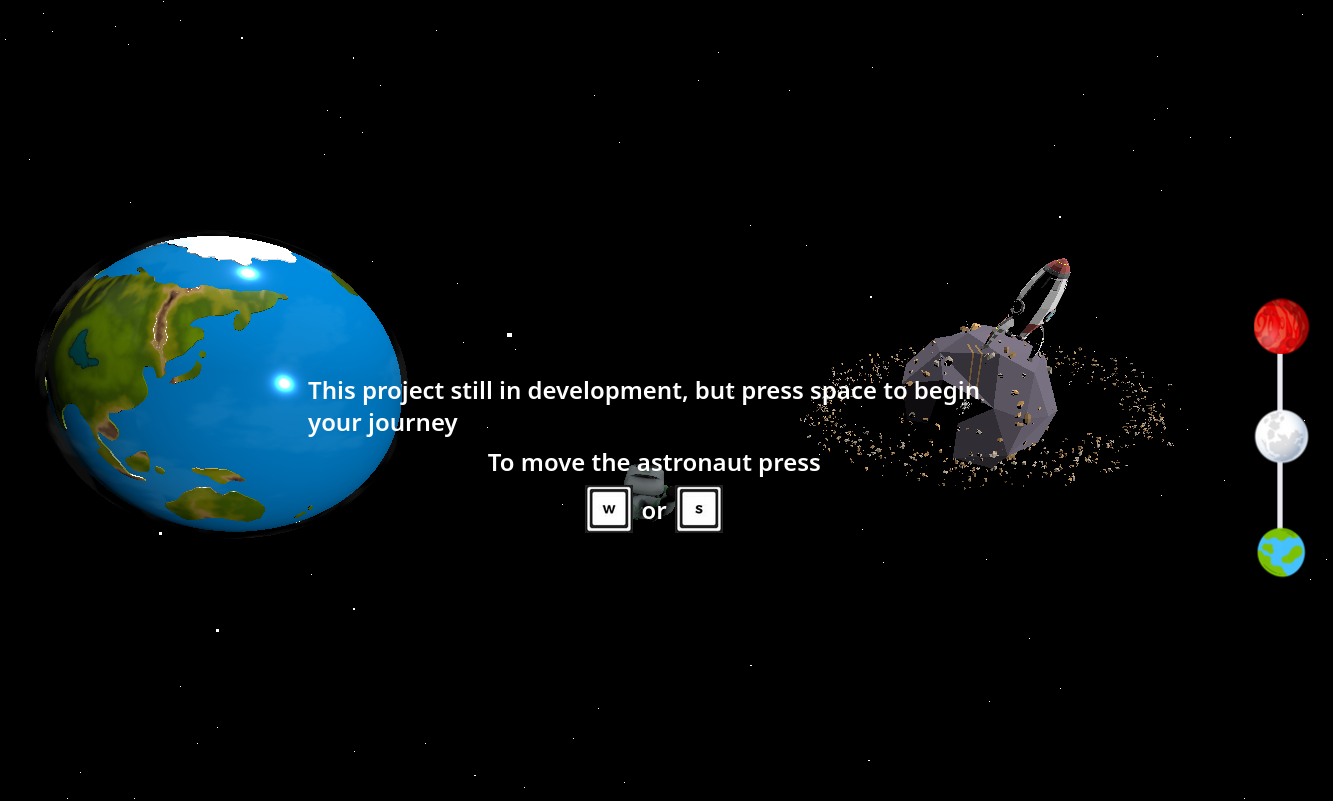 This project still in development, but press space to begin
your journey
To move the astronaut press
W or S